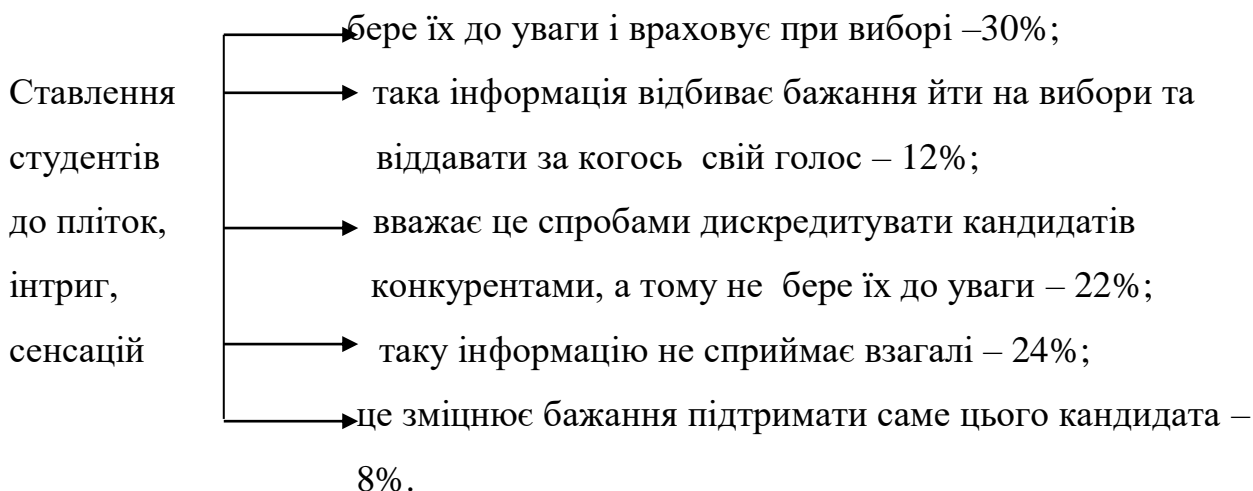 бере їх до уваги і враховує при виборі –30%;
Ставлення
студентів
до пліток,
інтриг,
сенсацій
така інформація відбиває бажання йти на вибори та
віддавати за когось свій голос – 12%;
вважає це спробами дискредитувати кандидатів
конкурентами, а тому не бере їх до уваги – 22%;
таку інформацію не сприймає взагалі – 24%;
це зміцнює бажання підтримати саме цього кандидата –
8%.